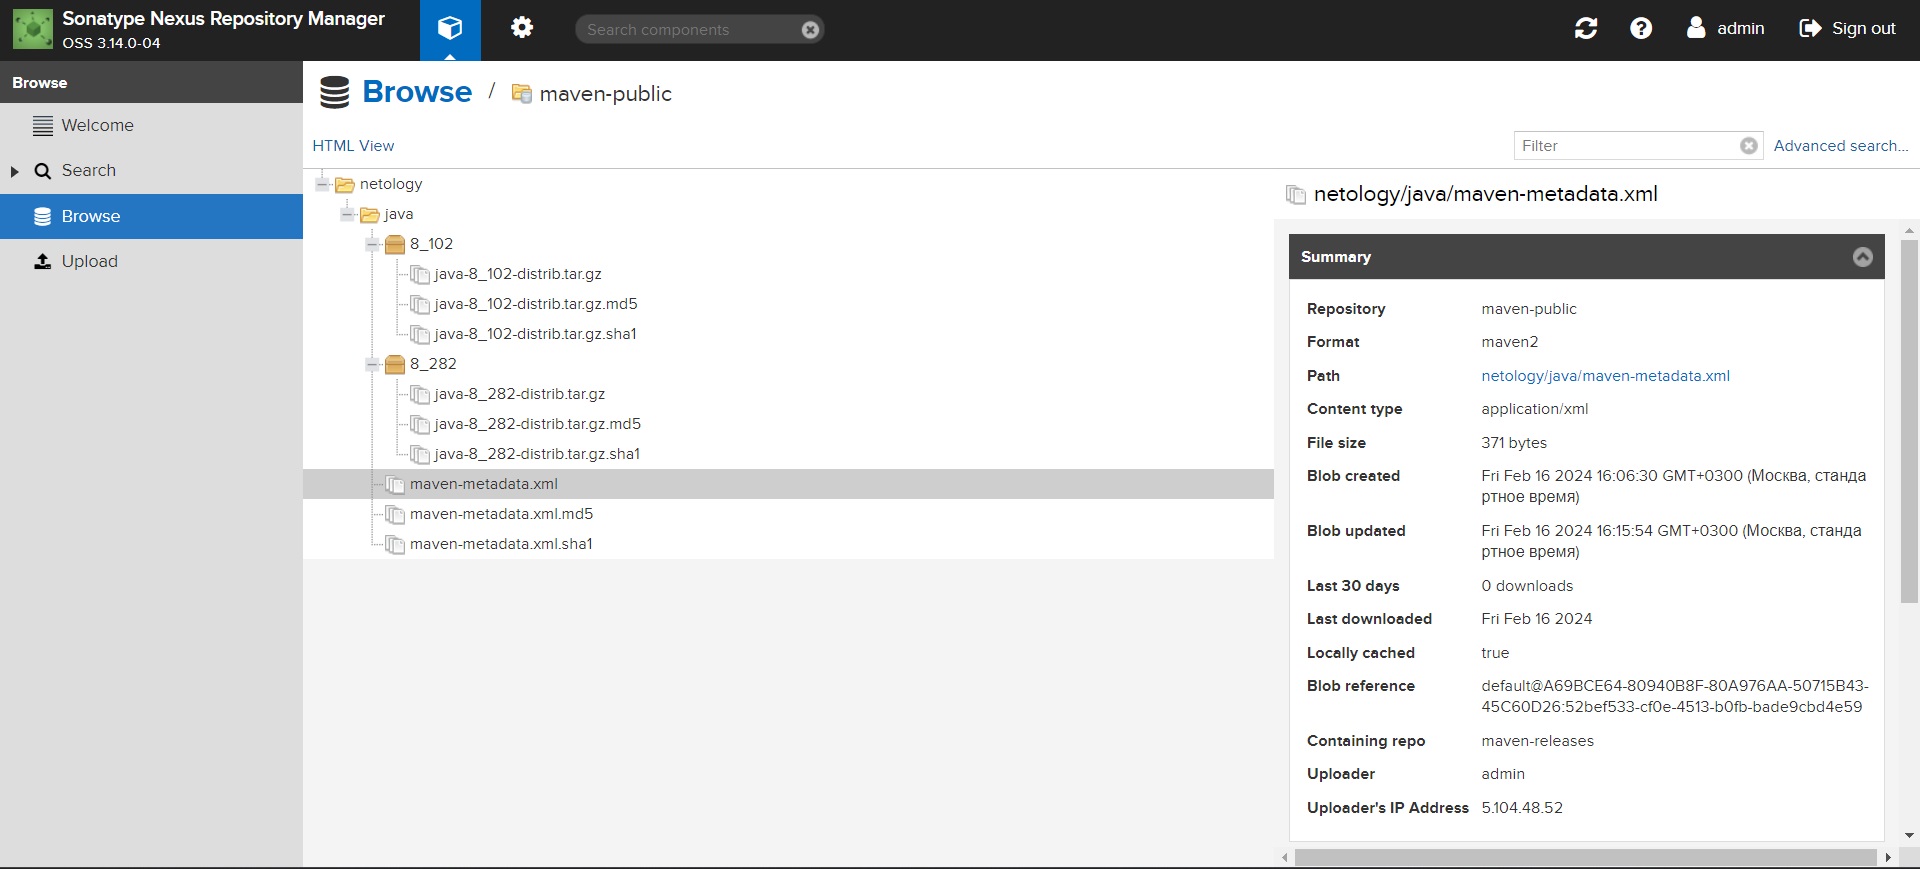 Sonatype Nexus Repository Manager
OSS 3.14.0-04
Search components
admin
Sign out
Browse
Welcome
Search
Browse
Upload
Browse / maven-public
HTML View
Filter
Advanced search...
netology
java
8_102
java-8_102-distrib.tar.gz
java-8_102-distrib.tar.gz.md5
java-8_102-distrib.tar.gz.sha1
8_282
java-8_282-distrib.tar.gz
java-8_282-distrib.tar.gz.md5
java-8_282-distrib.tar.gz.sha1
maven-metadata.xml
maven-metadata.xml.md5
maven-metadata.xml.sha1
netology/java/maven-metadata.xml
Summary
Repository maven-public
Format maven2
Path netology/java/maven-metadata.xml
Content type application/xml
File size 371 bytes
Blob created Fri Feb 16 2024 16:06:30 GMT+0300 (Москва, станда
ртное время)
Blob updated Fri Feb 16 2024 16:15:54 GMT+0300 (Москва, станда
ртное время)
Last 30 days 0 downloads
Last downloaded Fri Feb 16 2024
Locally cached true
Blob reference default@A69BCE64-80940B8F-80A976AA-50715B43-
45C60D26:52bef533-cf0e-4513-b0fb-bade9cbd4e59
Containing repo maven-releases
Uploader admin
Uploader's IP Address 5.104.48.52